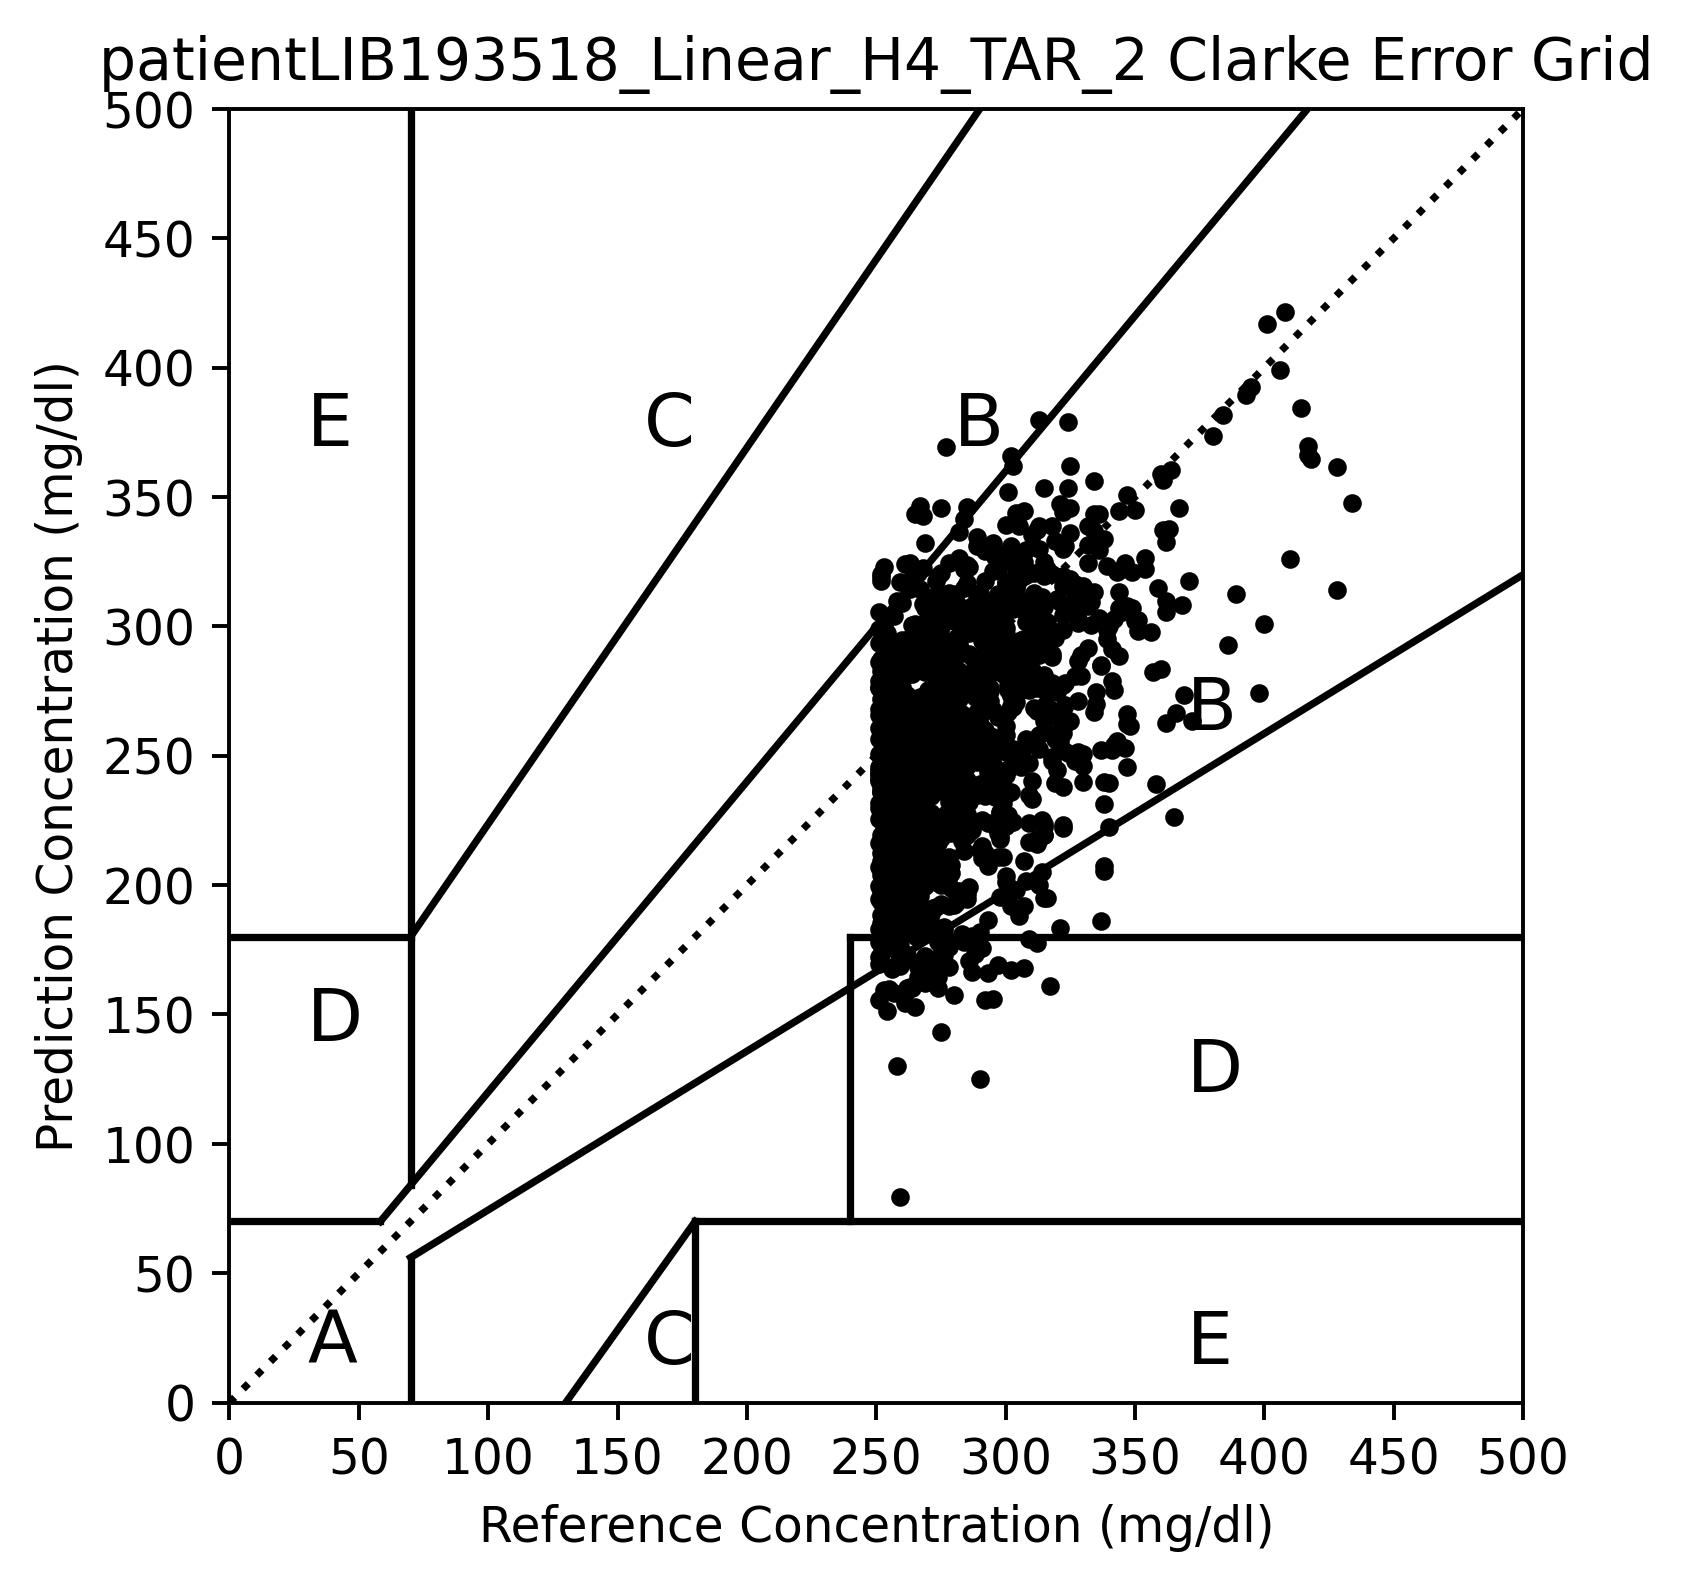 patientLIB193518_Linear_H4_TAR_2 Clarke Error Grid
500
450
400
350
300
250
200
150
100
50
0
Prediction Concentration (mg/dl)
E
C
B
B
D
D
A
C
E
0 50 100 150 200 250 300 350 400 450 500
Reference Concentration (mg/dl)